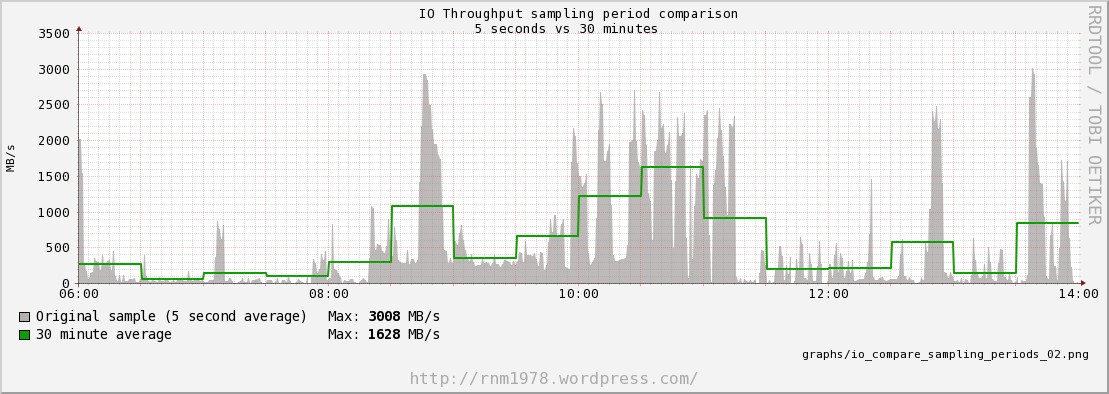 IO Throughput sampling period comparison
5 seconds vs 30 minutes
RRDTOOL / TOBI OETIKER
MB/s
3500
3000
2500
2000
1500
1000
500
0
06:00 08:00 10:00 12:00 14:00
Original sample (5 second average) Max: 3008 MB/s
30 minute average Max: 1628 MB/s
graphs/io_compare_sampling_periods_02.png
http://rnm1978.wordpress.com/